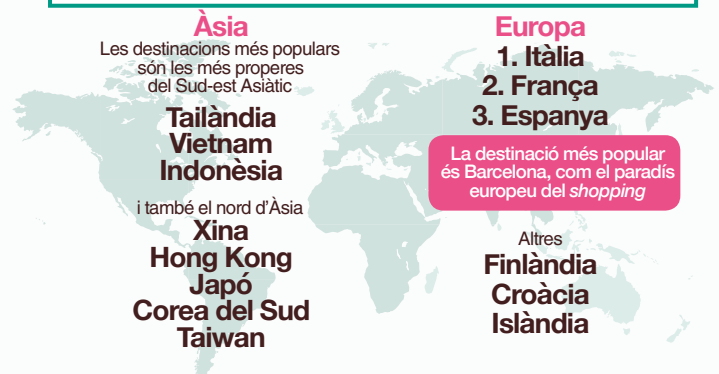 Àsia
Les destinacions més populars
són les més properes
del Sud-est Asiàtic
Tailàndia
Vietnam
Indonèsia
i també el nord d'Àsia
Xina
Hong Kong
Japó
Corea del Sud
Taiwan
Europa
1. Itàlia
2. França
3. Espanya
La destinació més popular
és Barcelona, com el paradís
europeu del shopping
Altres
Finlàndia
Croàcia
Islàndia